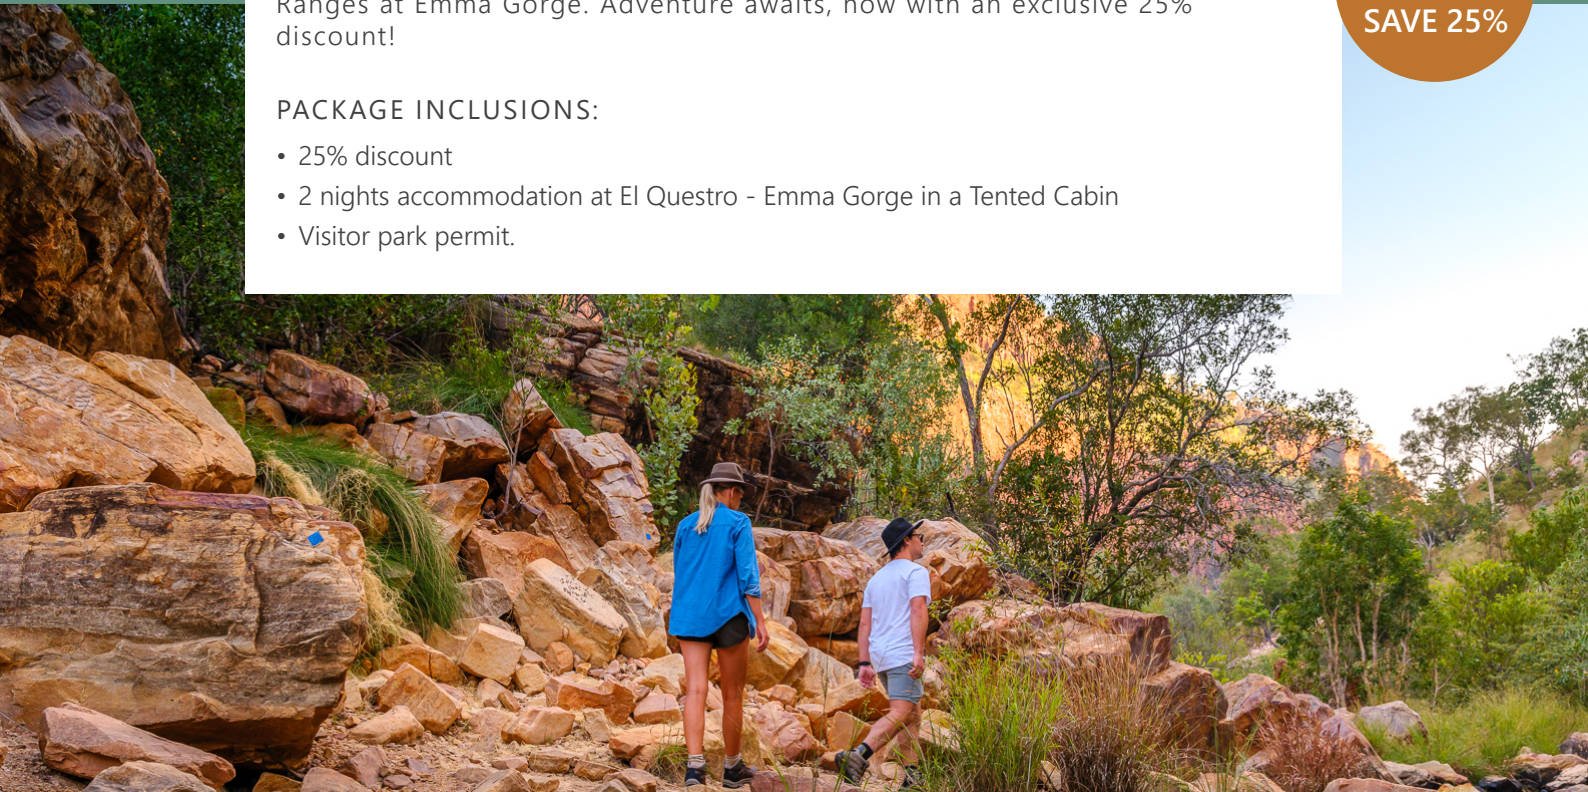 Ranges at Emma Gorge. Adventure awaits, now with an exclusive 25%
discount!
SAVE 25%
PACKAGE INCLUSIONS:
• 25% discount
• 2 nights accommodation at El Questro - Emma Gorge in a Tented Cabin
• Visitor park permit.